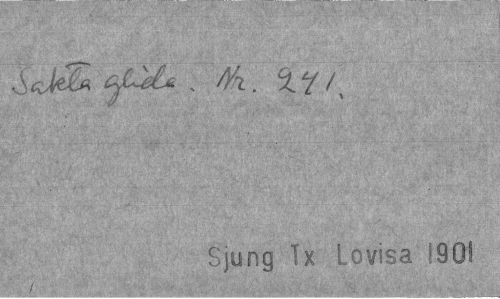 Sakta glida. Nr. 241.
Sjung Tx Lovisa 1901